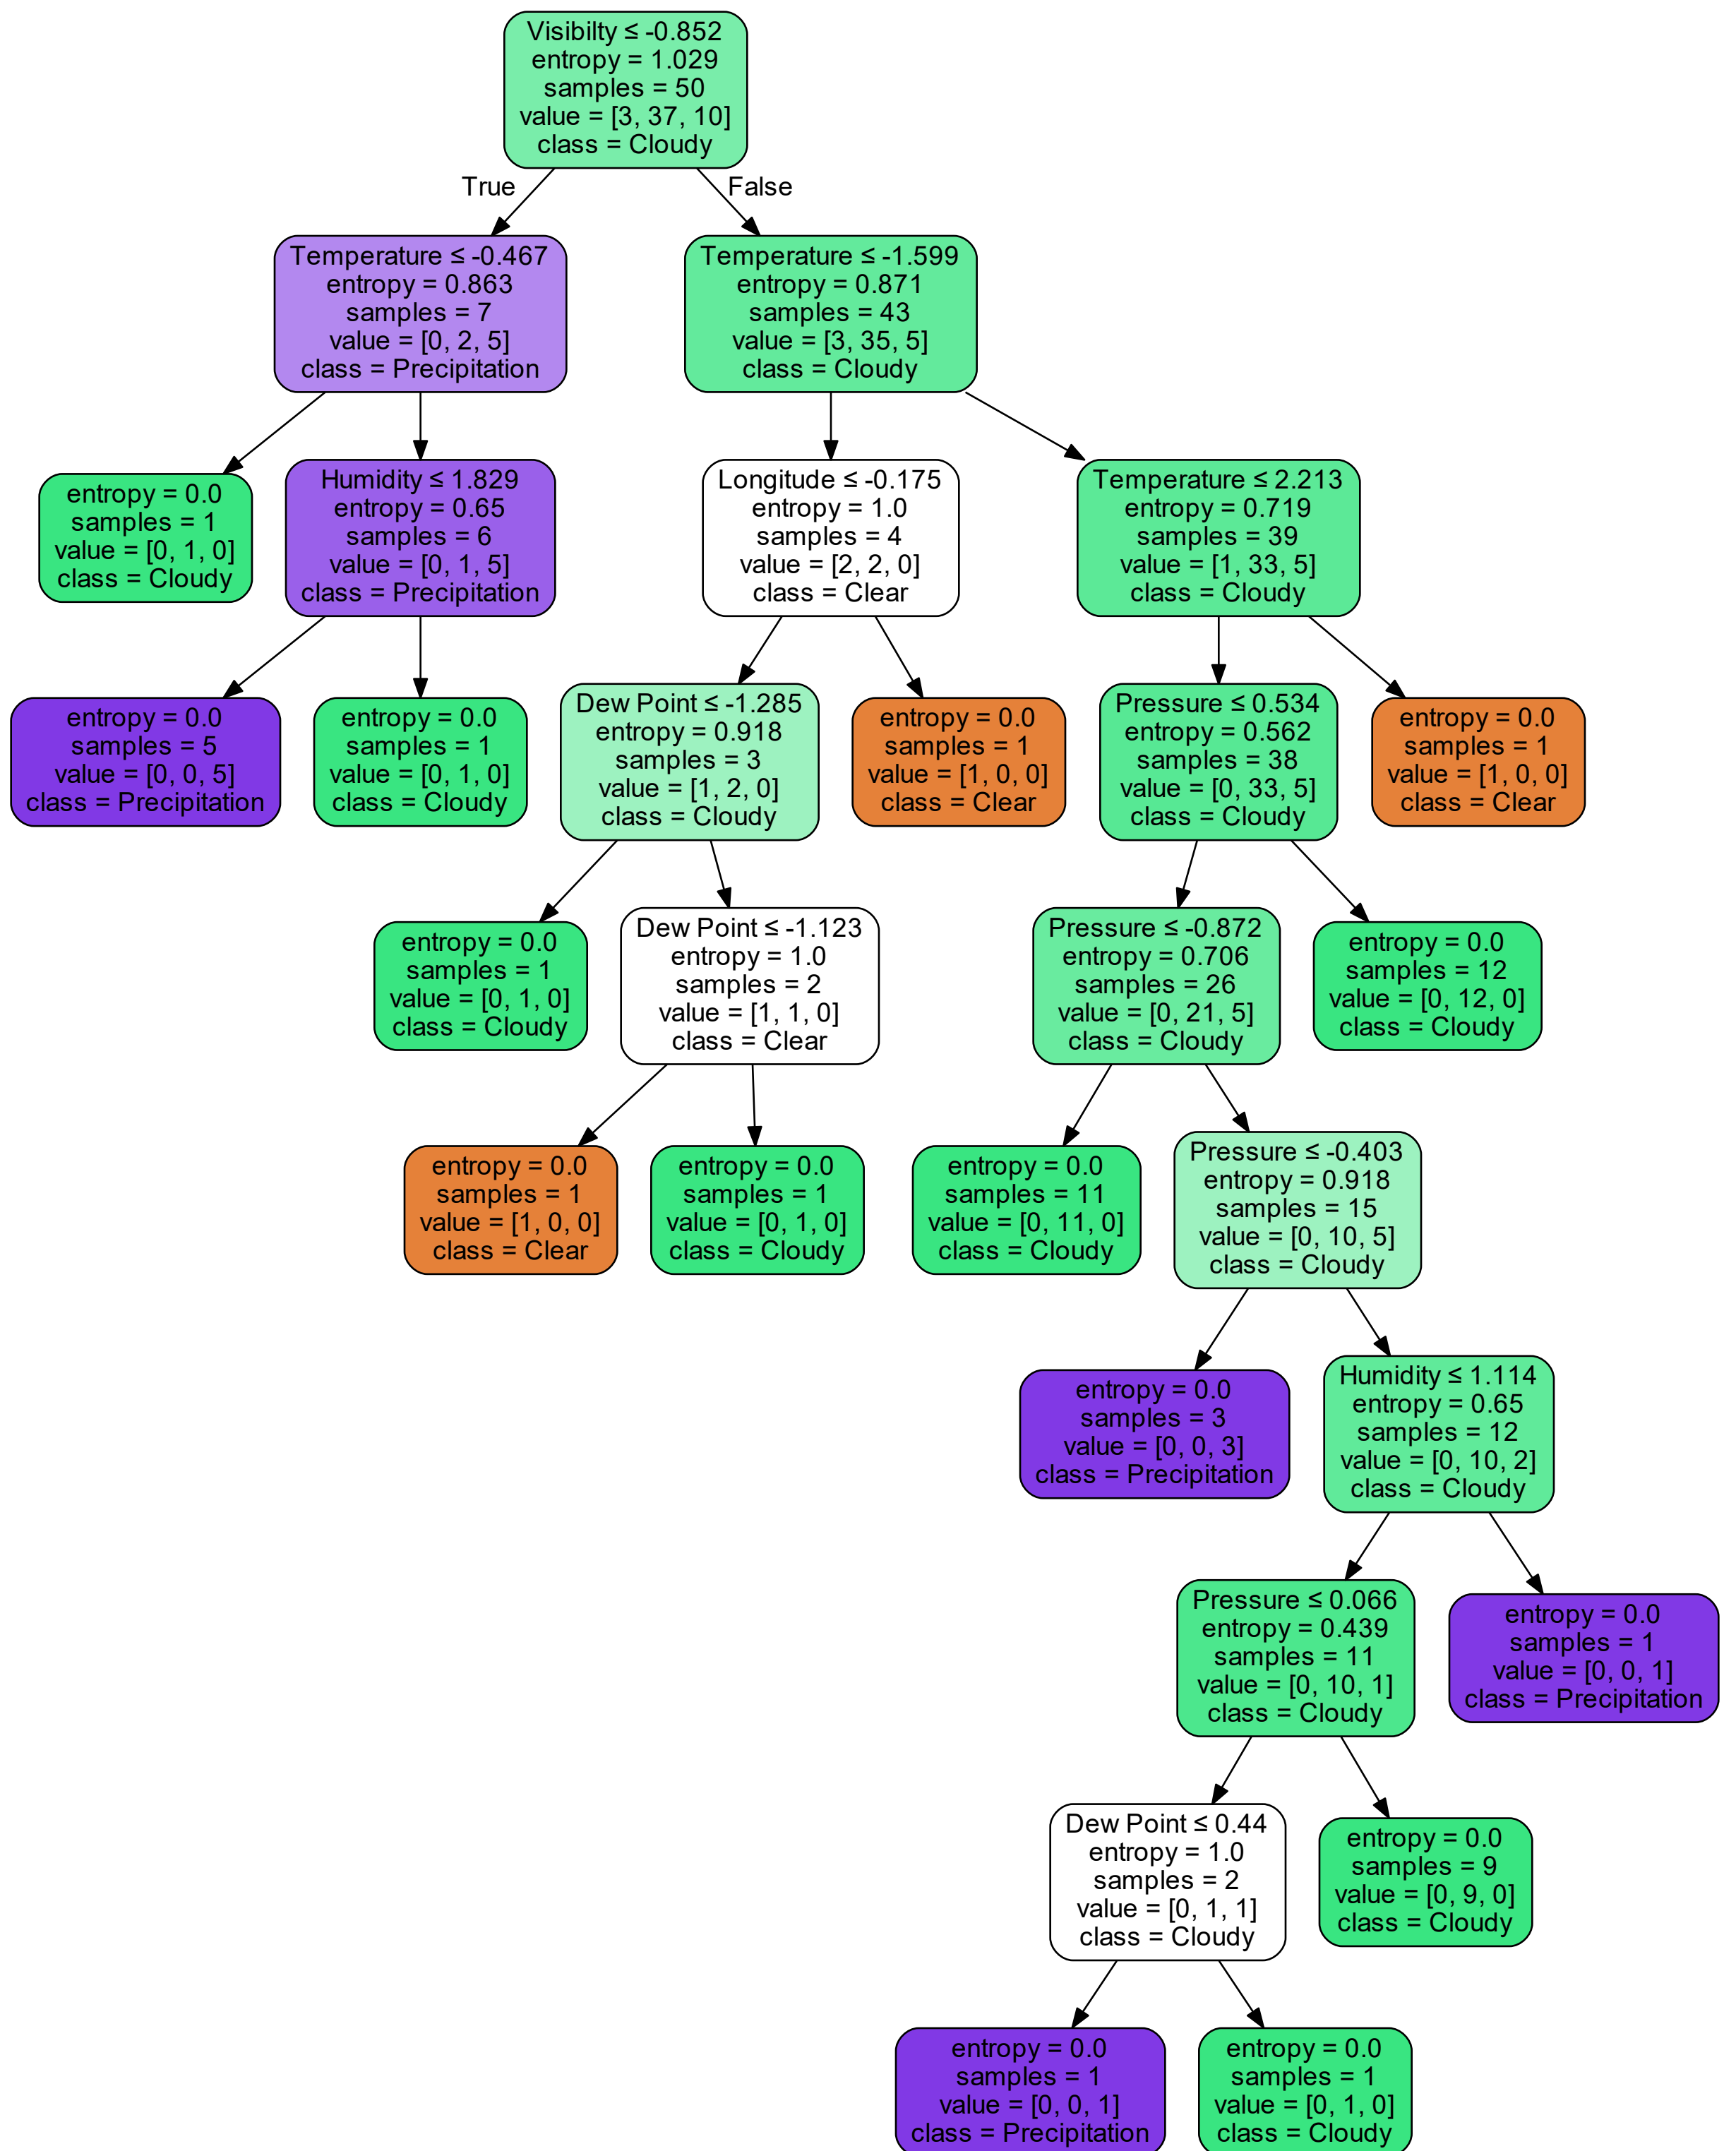 Visibilty ≤ -0.852
entropy = 1.029
samples = 50
value = [3, 37, 10]
class = Cloudy
True
False
Temperature ≤ -0.467
entropy = 0.863
samples = 7
value = [0, 2, 5]
class = Precipitation
Temperature ≤ -1.599
entropy = 0.871
samples = 43
value = [3, 35, 5]
class = Cloudy
entropy = 0.0
samples = 1
value = [0, 1, 0]
class = Cloudy
Humidity ≤ 1.829
entropy = 0.65
samples = 6
value = [0, 1, 5]
class = Precipitation
Longitude ≤ -0.175
entropy = 1.0
samples = 4
value = [2, 2, 0]
class = Clear
Temperature ≤ 2.213
entropy = 0.719
samples = 39
value = [1, 33, 5]
class = Cloudy
entropy = 0.0
samples = 5
value = [0, 0, 5]
class = Precipitation
entropy = 0.0
samples = 1
value = [0, 1, 0]
class = Cloudy
Dew Point ≤ -1.285
entropy = 0.918
samples = 3
value = [1, 2, 0]
class = Cloudy
entropy = 0.0
samples = 1
value = [1, 0, 0]
class = Clear
Pressure ≤ 0.534
entropy = 0.562
samples = 38
value = [0, 33, 5]
class = Cloudy
entropy = 0.0
samples = 1
value = [1, 0, 0]
class = Clear
entropy = 0.0
samples = 1
value = [0, 1, 0]
class = Cloudy
Dew Point ≤ -1.123
entropy = 1.0
samples = 2
value = [1, 1, 0]
class = Clear
Pressure ≤ -0.872
entropy = 0.706
samples = 26
value = [0, 21, 5]
class = Cloudy
entropy = 0.0
samples = 12
value = [0, 12, 0]
class = Cloudy
entropy = 0.0
samples = 1
value = [1, 0, 0]
class = Clear
entropy = 0.0
samples = 1
value = [0, 1, 0]
class = Cloudy
entropy = 0.0
samples = 11
value = [0, 11, 0]
class = Cloudy
Pressure ≤ -0.403
entropy = 0.918
samples = 15
value = [0, 10, 5]
class = Cloudy
entropy = 0.0
samples = 3
value = [0, 0, 3]
class = Precipitation
Humidity ≤ 1.114
entropy = 0.65
samples = 12
value = [0, 10, 2]
class = Cloudy
Pressure ≤ 0.066
entropy = 0.439
samples = 11
value = [0, 10, 1]
class = Cloudy
entropy = 0.0
samples = 1
value = [0, 0, 1]
class = Precipitation
Dew Point ≤ 0.44
entropy = 1.0
samples = 2
value = [0, 1, 1]
class = Cloudy
entropy = 0.0
samples = 9
value = [0, 9, 0]
class = Cloudy
entropy = 0.0
samples = 1
value = [0, 0, 1]
class = Precipitation
entropy = 0.0
samples = 1
value = [0, 1, 0]
class = Cloudy